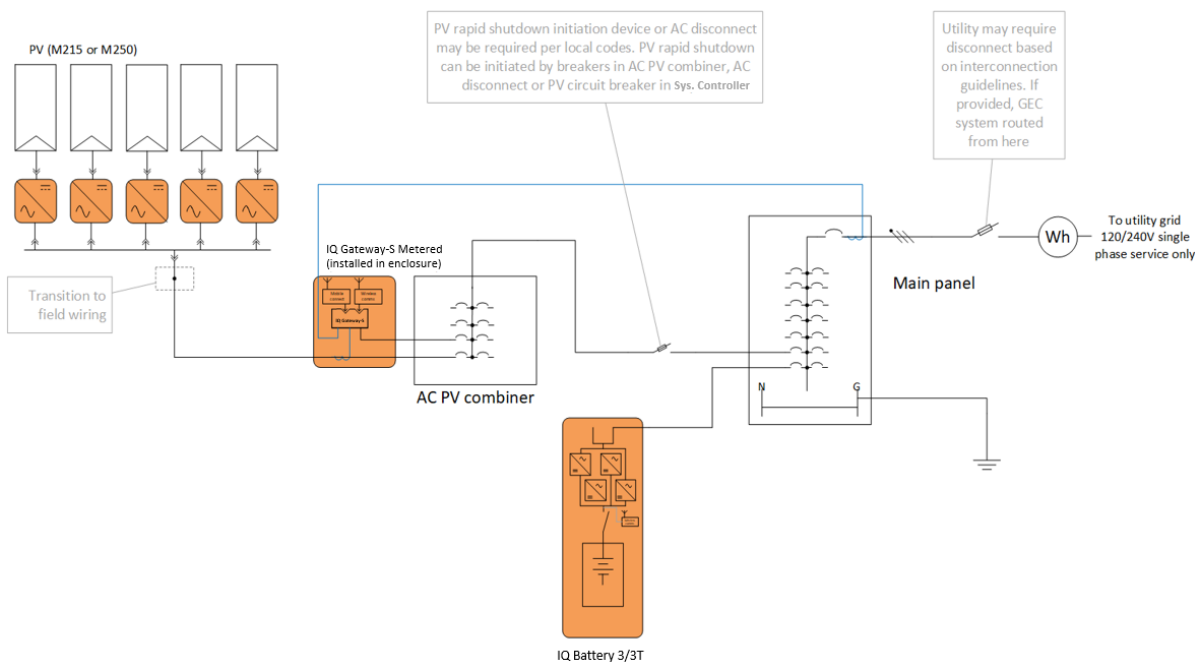 PV (M215 or M250)
PV rapid shutdown initiation device or AC disconnect
may be required per local codes. PV rapid shutdown
can be initiated by breakers in AC PV combiner, AC
disconnect or PV circuit breaker in Sys. Controller
Utility may require
disconnect based
on interconnection
guidelines. If
provided, GEC
system routed
from here
IQ Gateway-S Metered
(installed in enclosure)
Wh
To utility grid
120/240V single
phase service only
Main panel
Transition to
field wiring
IQ Gateway-S
AC PV combiner
N
G
IQ Battery 3/3T